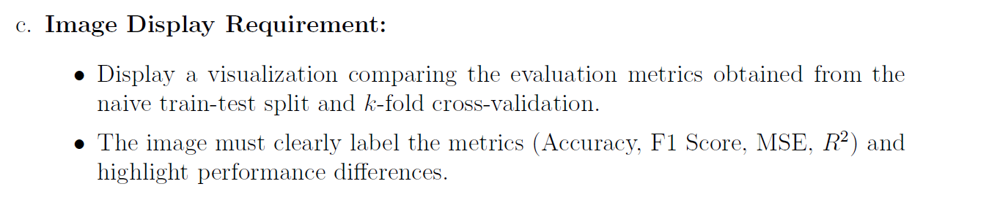 c. Image Display Requirement:
• Display a visualization comparing the evaluation metrics obtained from the
naive train-test split and k-fold cross-validation.
• The image must clearly label the metrics (Accuracy, F1 Score, MSE, R²) and
highlight performance differences.